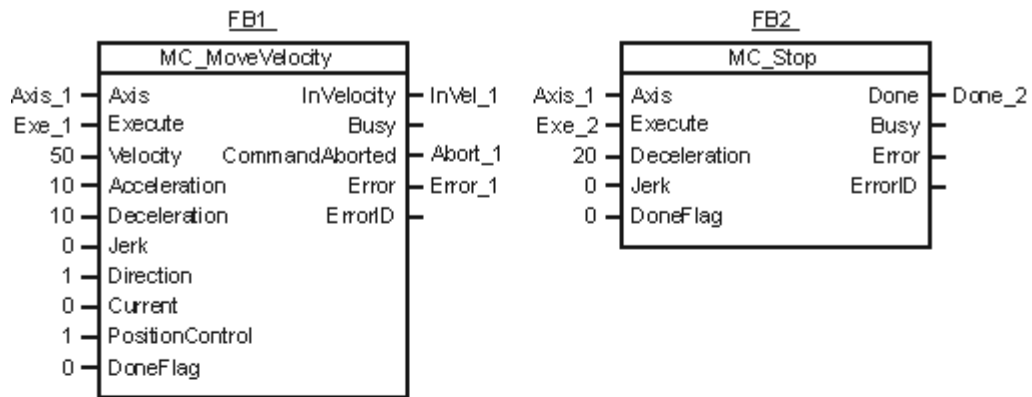 FB1 FB2
MC_MoveVelocity MC_Stop
Axis_1 Axis InVelocity InVel_1 Axis_1 Axis Done Done_2
Exe_1 Execute Busy Exe_2 Execute Busy
50 Velocity CommandAborted Abort_1 20 Deceleration Error
10 Acceleration Error Error_1 0 Jerk ErrorID
10 Deceleration ErrorID 0 DoneFlag
0 Jerk
1 Direction
0 Current
1 PositionControl
0 DoneFlag